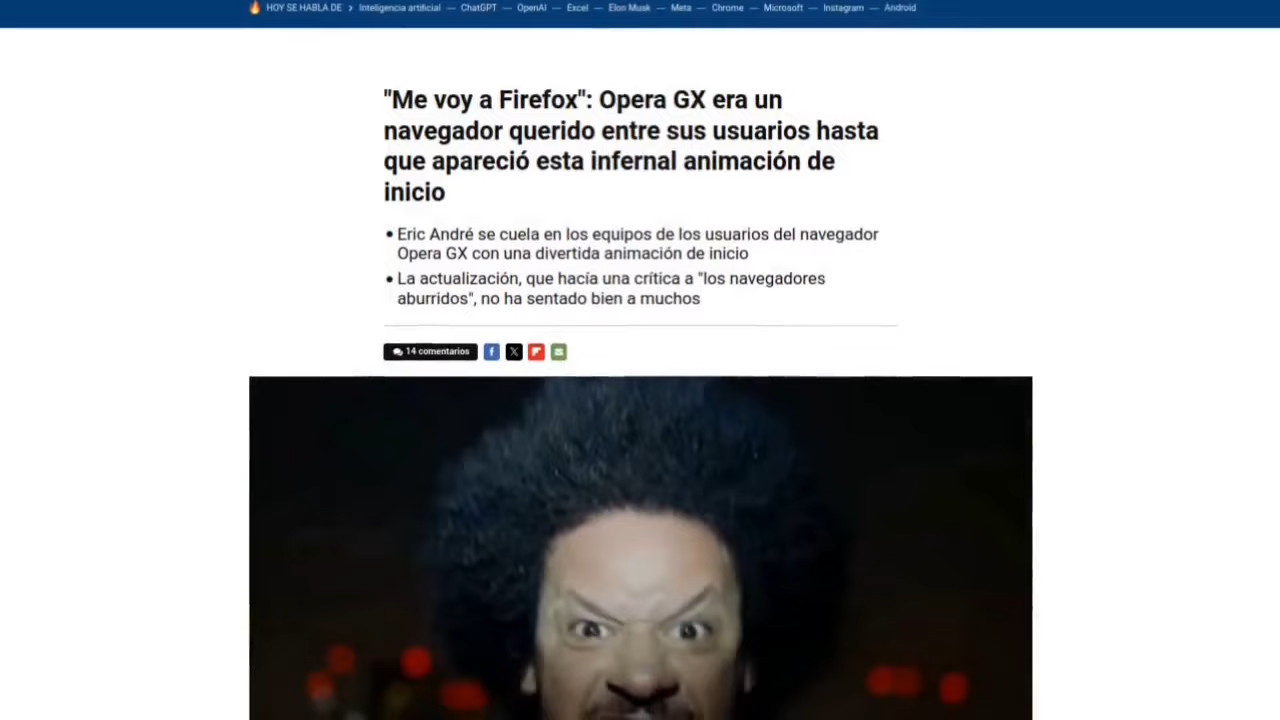 HOY SE HABLA DE > Inteligencia artificial — ChatGPT — OpenAI — Excel — Elon Musk — Meta — Chrome — Microsoft — Instagram — Android
"Me voy a Firefox": Opera GX era un
navegador querido entre sus usuarios hasta
que apareció esta infernal animación de
inicio
• Eric André se cuela en los equipos de los usuarios del navegador
Opera GX con una divertida animación de inicio
• La actualización, que hacía una crítica a "los navegadores
aburridos", no ha sentado bien a muchos
14 comentarios